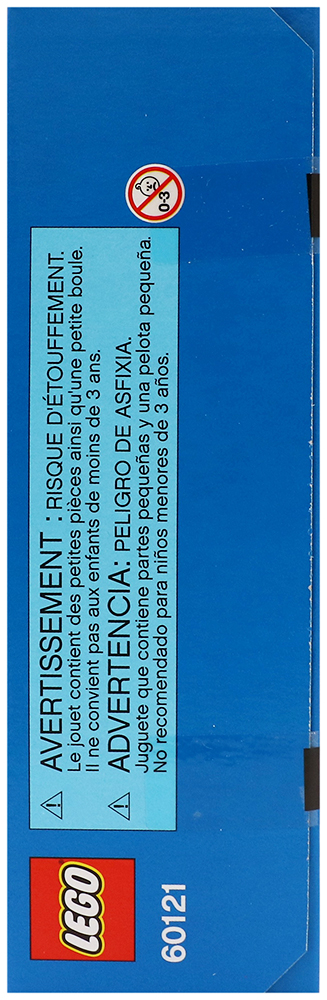 LEGO
60121
⚠ AVERTISSEMENT : RISQUE D'ÉTOUFFEMENT.
Le jouet contient des petites pièces ainsi qu'une petite boule.
Il ne convient pas aux enfants de moins de 3 ans.
⚠ ADVERTENCIA: PELIGRO DE ASFIXIA.
Juguete que contiene partes pequeñas y una pelota pequeña.
No recomendado para niños menores de 3 años.
0-3